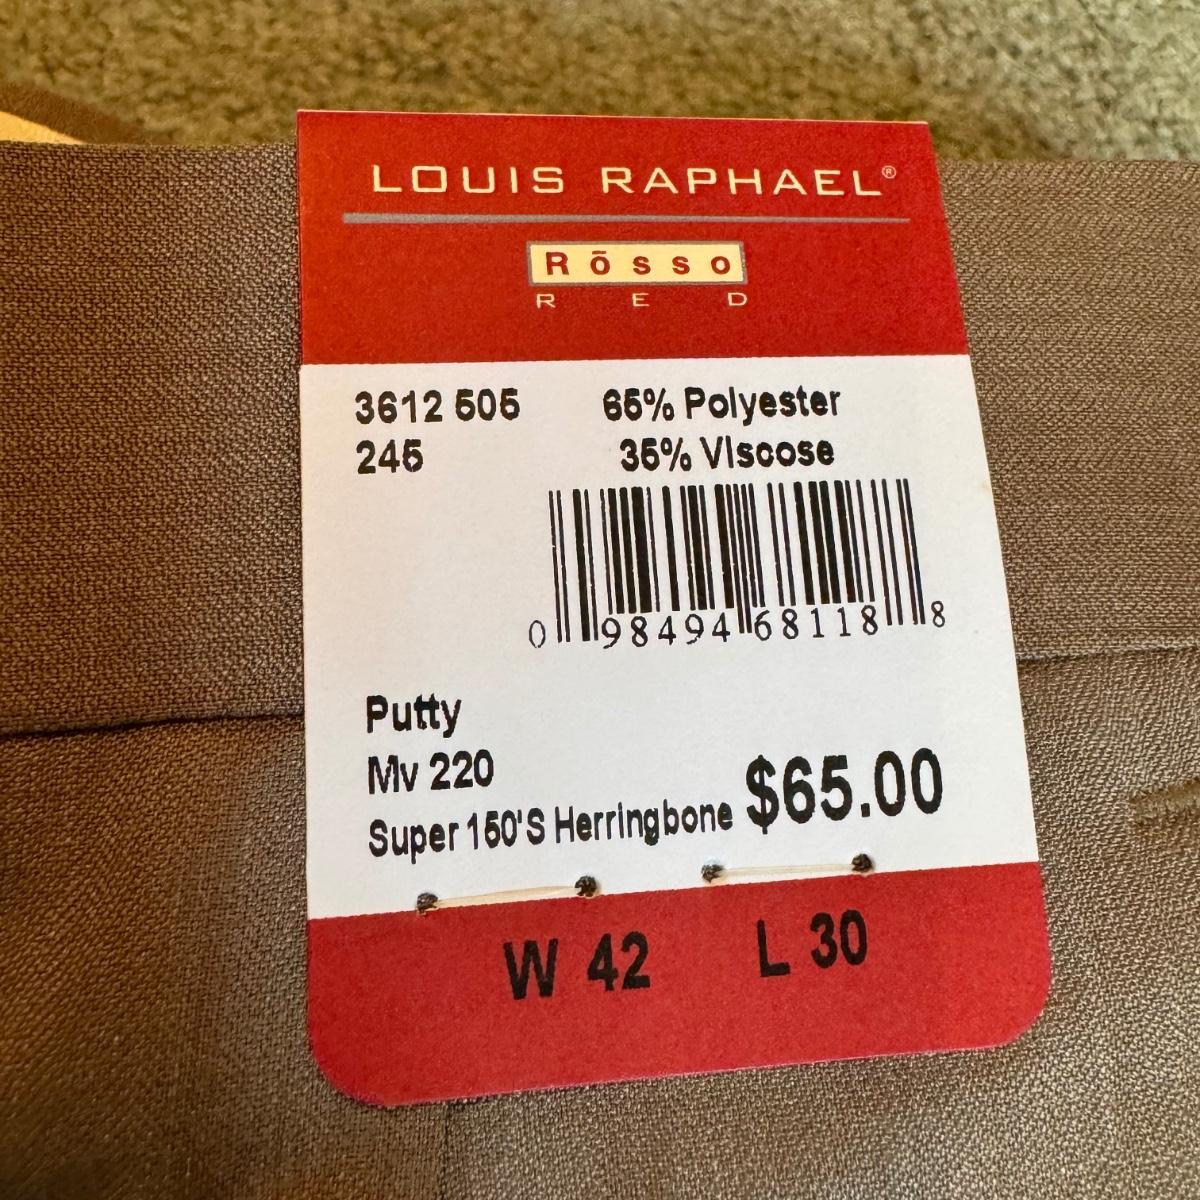 LOUIS RAPHAEL®
Rōsso
RED
3612 505
245
65% Polyester
35% Viscose
0 98494 68118 8
Putty
Mv 220
Super 150'S Herringbone
$65.00
W 42 L 30